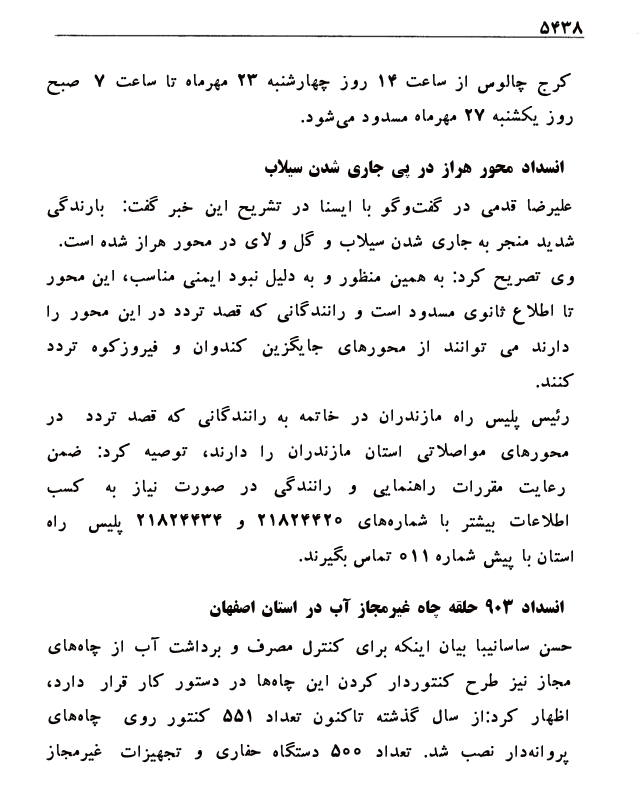 ۵۴۳۸
کرج چالوس از ساعت ۱۴ روز چهارشنبه ۲۳ مهرماه تا ساعت ۷ صبح
روز یکشنبه ۲۷ مهرماه مسدود می‌شود.
انسداد محور هراز در پی جاری شدن سیلاب
علیرضا قدمی در گفت‌وگو با ایسنا در تشریح این خبر گفت: بارندگی
شدید منجر به جاری شدن سیلاب و گل و لای در محور هراز شده است.
وی تصریح کرد: به همین منظور و به دلیل نبود ایمنی مناسب، این محور
تا اطلاع ثانوی مسدود است و رانندگانی که قصد تردد در این محور را
دارند می توانند از محورهای جایگزین کندوان و فیروزکوه تردد
کنند.
رئیس پلیس راه مازندران در خاتمه به رانندگانی که قصد تردد در
محورهای مواصلاتی استان مازندران را دارند، توصیه کرد: ضمن
رعایت مقررات راهنمایی و رانندگی در صورت نیاز به کسب
اطلاعات بیشتر با شماره‌های ۲۱۸۲۴۴۲۰ و ۲۱۸۲۴۴۳۴ پلیس راه
استان با پیش شماره ۰۱۱ تماس بگیرند.
انسداد ۹۰۳ حلقه چاه غیرمجاز آب در استان اصفهان
حسن ساسانیبا بیان اینکه برای کنترل مصرف و برداشت آب از چاه‌های
مجاز نیز طرح کنتوردار کردن این چاه‌ها در دستور کار قرار دارد،
اظهار کرد:از سال گذشته تاکنون تعداد ۵۵۱ کنتور روی چاه‌های
پروانه‌دار نصب شد. تعداد ۵۰۰ دستگاه حفاری و تجهیزات غیرمجاز